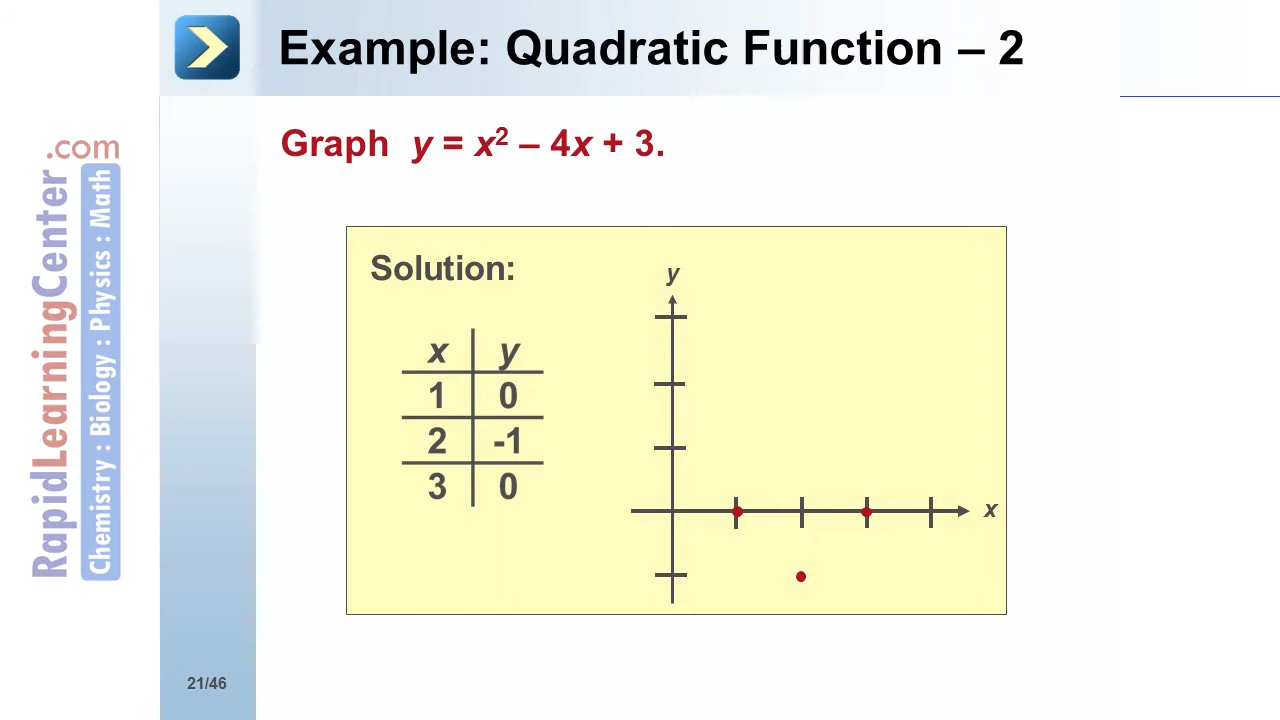 Example: Quadratic Function – 2
Graph y = x² – 4x + 3.
RapidLearningCenter.com
Chemistry : Biology : Physics : Math
Solution:
x y
1 0
2 -1
3 0
y
x
21/46